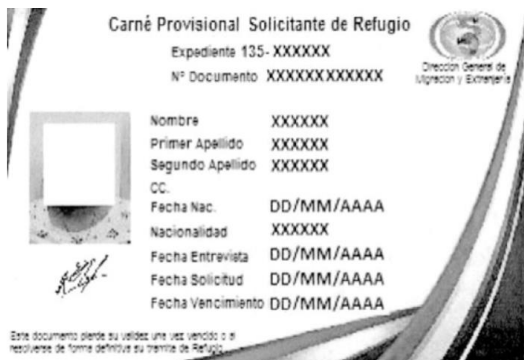 Carné Provisional Solicitante de Refugio
Expediente 135- XXXXXX
Nº Documento XXXXXXXXXXXX
Dirección General de
Migración y Extranjería
Nombre XXXXXX
Primer Apellido XXXXXX
Segundo Apellido XXXXXX
CC.
Fecha Nac. DD/MM/AAAA
Nacionalidad XXXXXX
Fecha Entrevista DD/MM/AAAA
Fecha Solicitud DD/MM/AAAA
Fecha Vencimiento DD/MM/AAAA
Este documento pierde su validez una vez vencido o al
resolverse de forma definitiva su tramite de Refugio